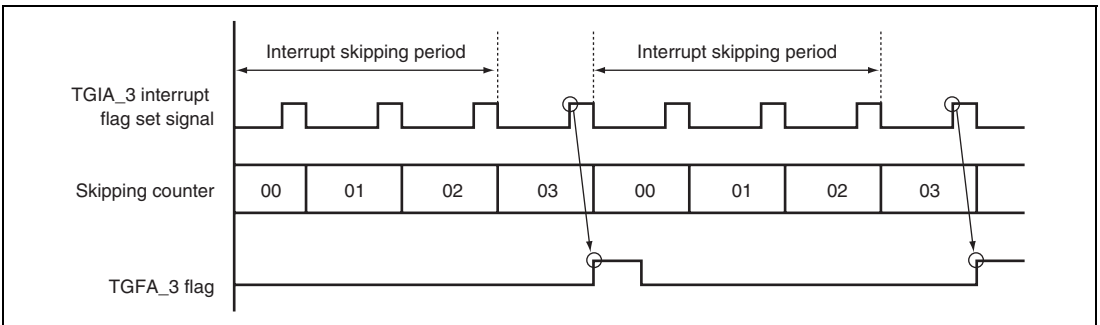 Interrupt skipping period Interrupt skipping period
TGIA_3 interrupt
flag set signal
Skipping counter 00 01 02 03 00 01 02 03
TGFA_3 flag